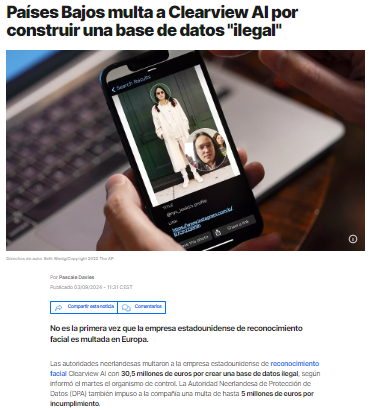 Países Bajos multa a Clearview AI por
construir una base de datos "ilegal"
Search Results
TITLE
LINK
Share a link
Derechos de autor Seth Wenig/Copyright 2022 The AP
Por Pascale Davies
Publicado 03/09/2024 - 11:31 CEST
Compartir esta noticia
Comentarios
No es la primera vez que la empresa estadounidense de reconocimiento
facial es multada en Europa.
Las autoridades neerlandesas multaron a la empresa estadounidense de reconocimiento
facial Clearview AI con 30,5 millones de euros por crear una base de datos ilegal, según
informó el martes el organismo de control. La Autoridad Neerlandesa de Protección de
Datos (DPA) también impuso a la compañía una multa de hasta 5 millones de euros por
incumplimiento.